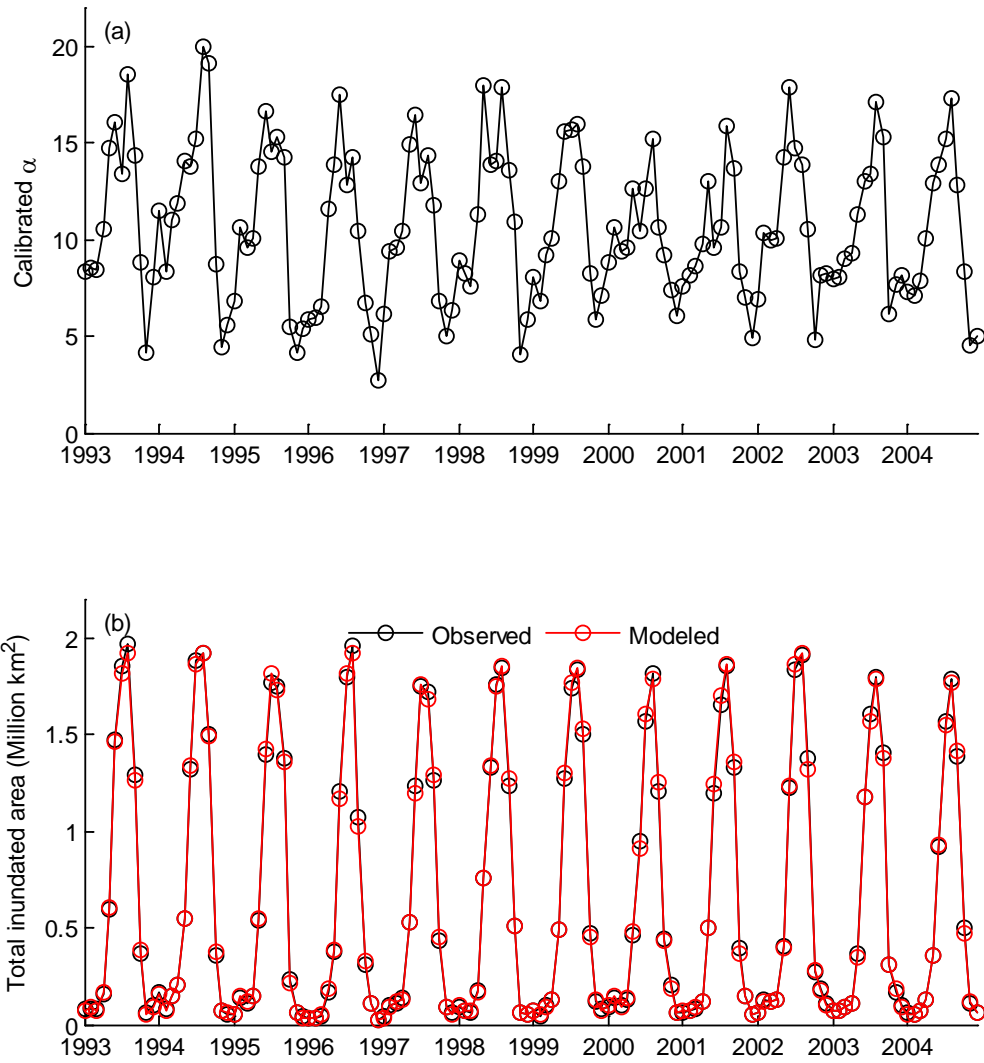 (a)
Calibrated α
20
15
10
5
0
1993 1994 1995 1996 1997 1998 1999 2000 2001 2002 2003 2004
(b)
Observed Modeled
Total inundated area (Million km²)
2
1.5
1
0.5
0
1993 1994 1995 1996 1997 1998 1999 2000 2001 2002 2003 2004